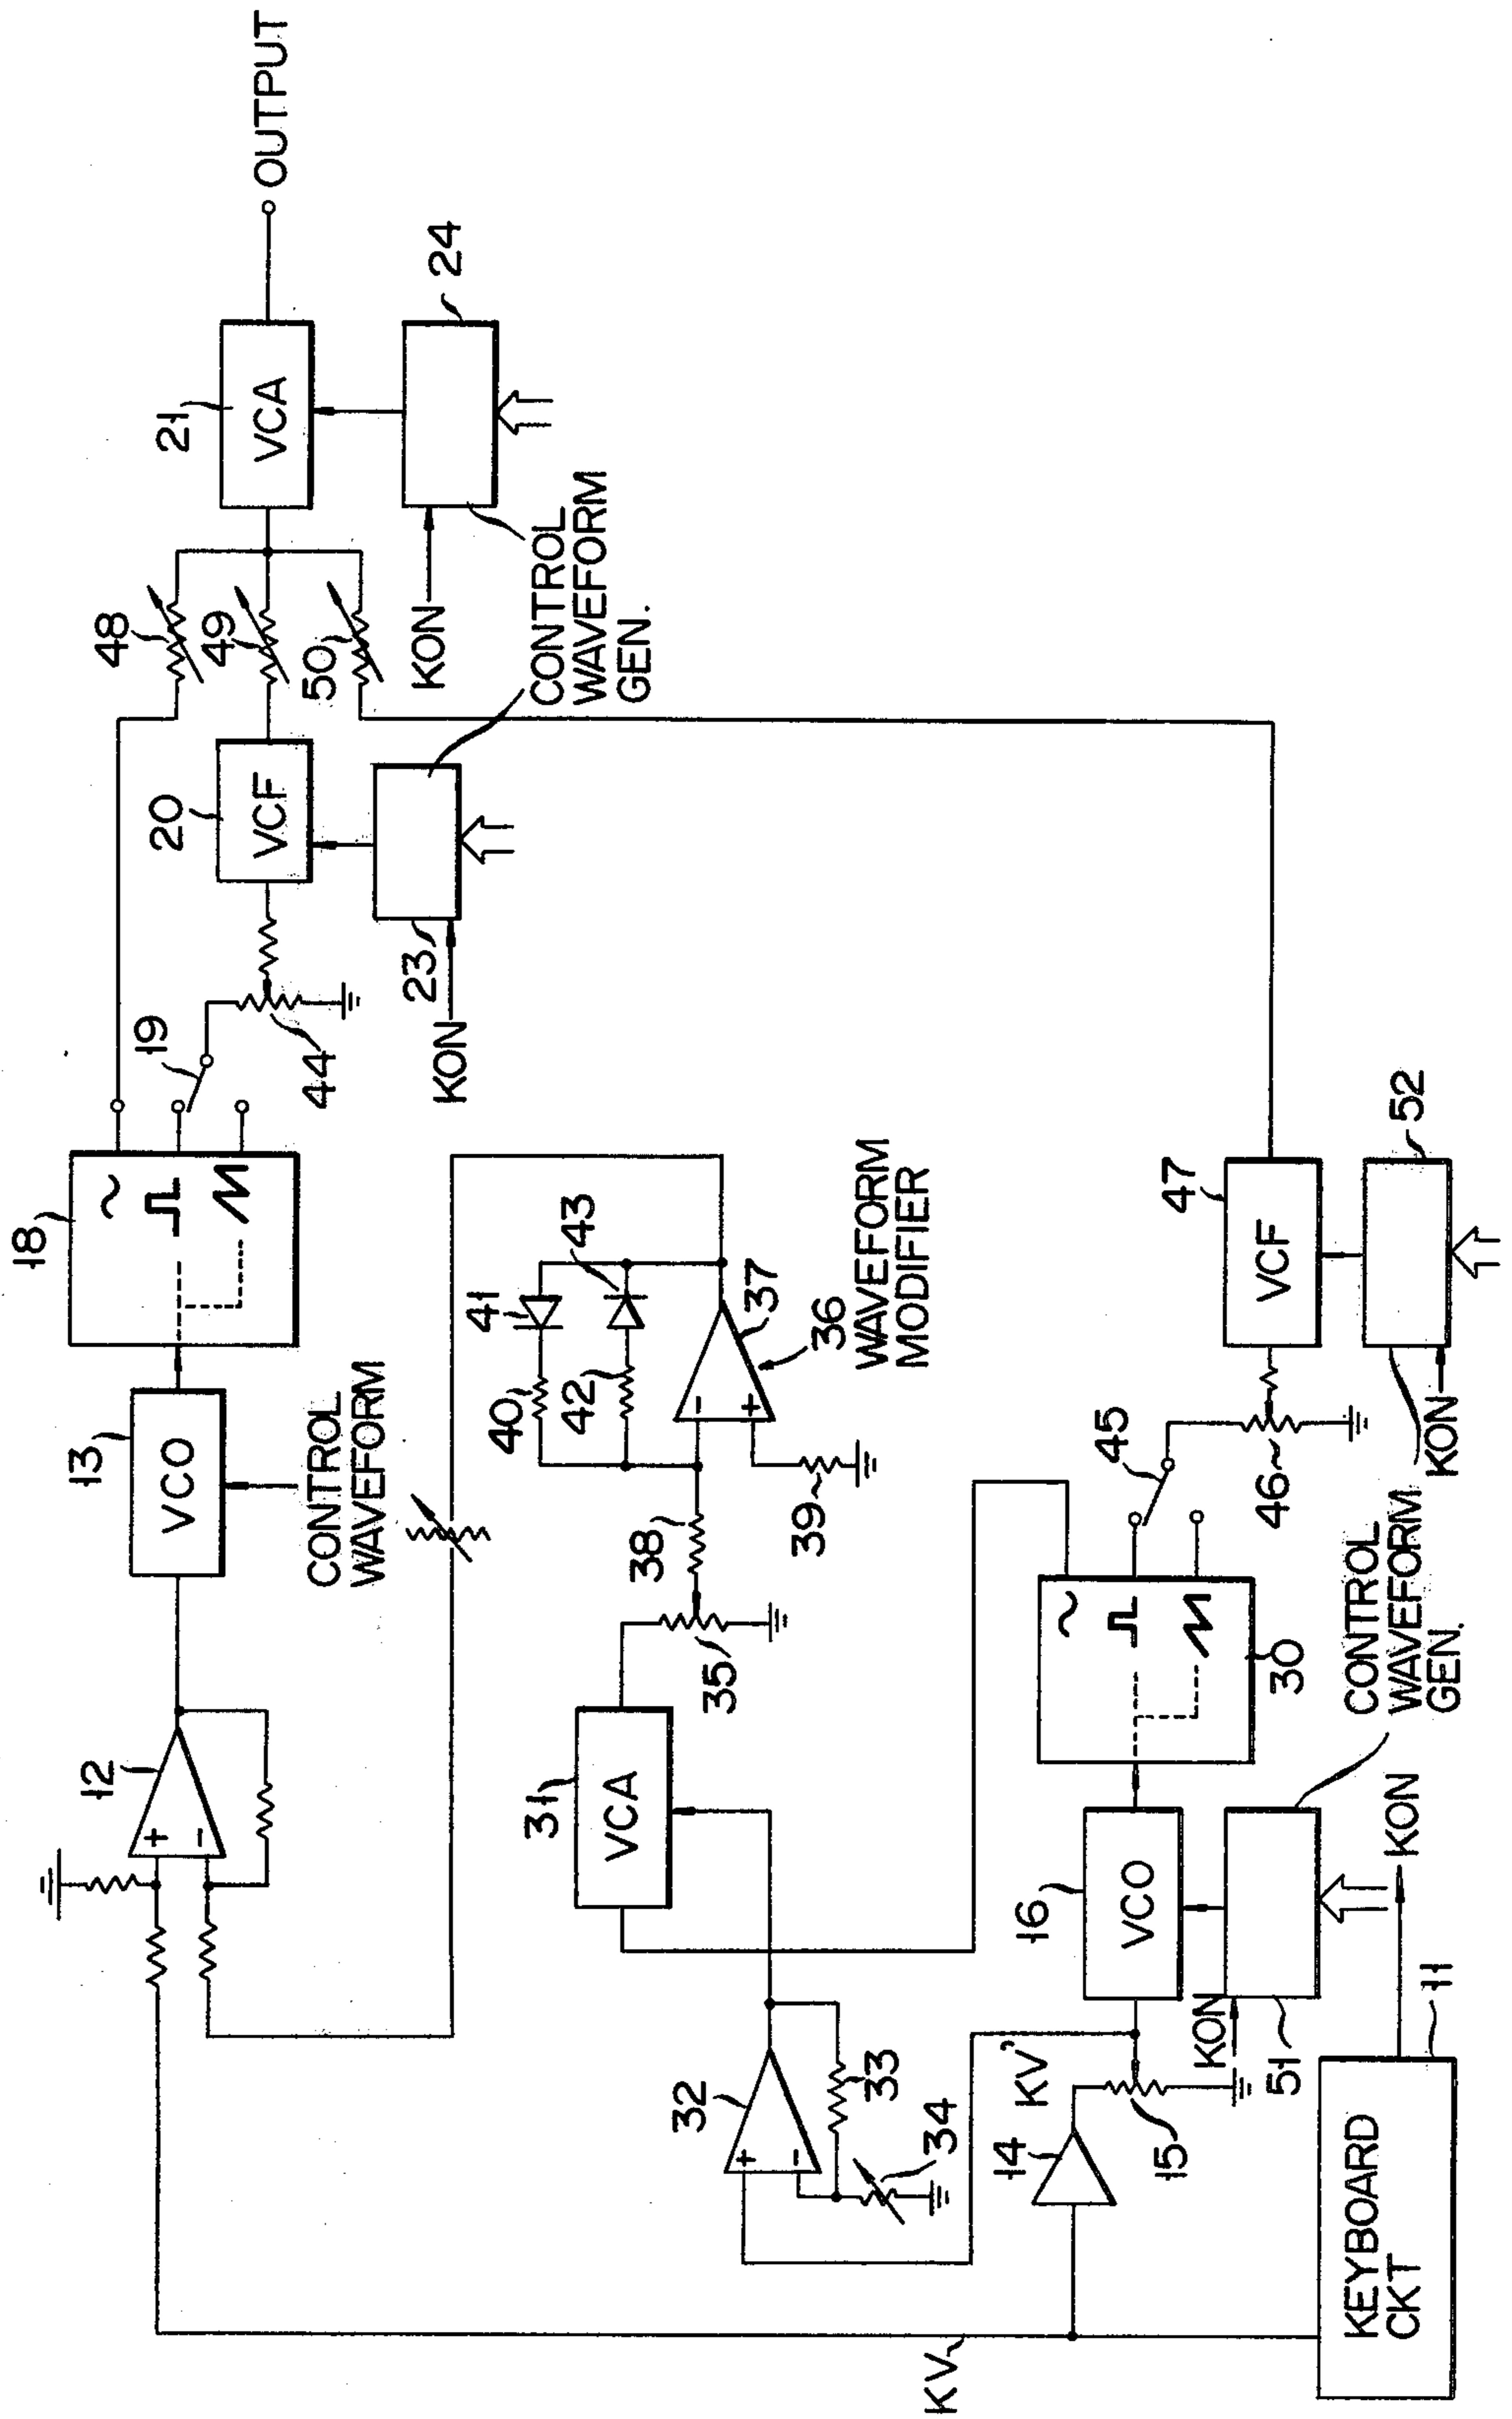 OUTPUT
24
21
VCA
48
49
50
KON
CONTROL
WAVEFORM
GEN.
20
VCF
23
KON
19
44
18
13
VCO
CONTROL
WAVEFORM
12
+
-
41
43
40
42
37
36
WAVEFORM
MODIFIER
-
+
38
39
35
31
VCA
32
+
-
33
34
47
VCF
52
KON
45
46
30
CONTROL
WAVEFORM
GEN.
16
VCO
KON
51
KON
KV'
14
15
11
KEYBOARD
CKT
KV